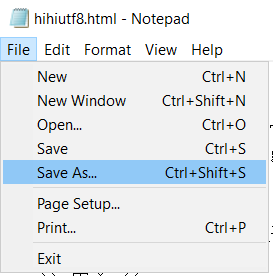 hihiutf8.html - Notepad
File Edit Format View Help
New Ctrl+N
New Window Ctrl+Shift+N
Open... Ctrl+O
Save Ctrl+S
Save As... Ctrl+Shift+S
Page Setup...
Print... Ctrl+P
Exit